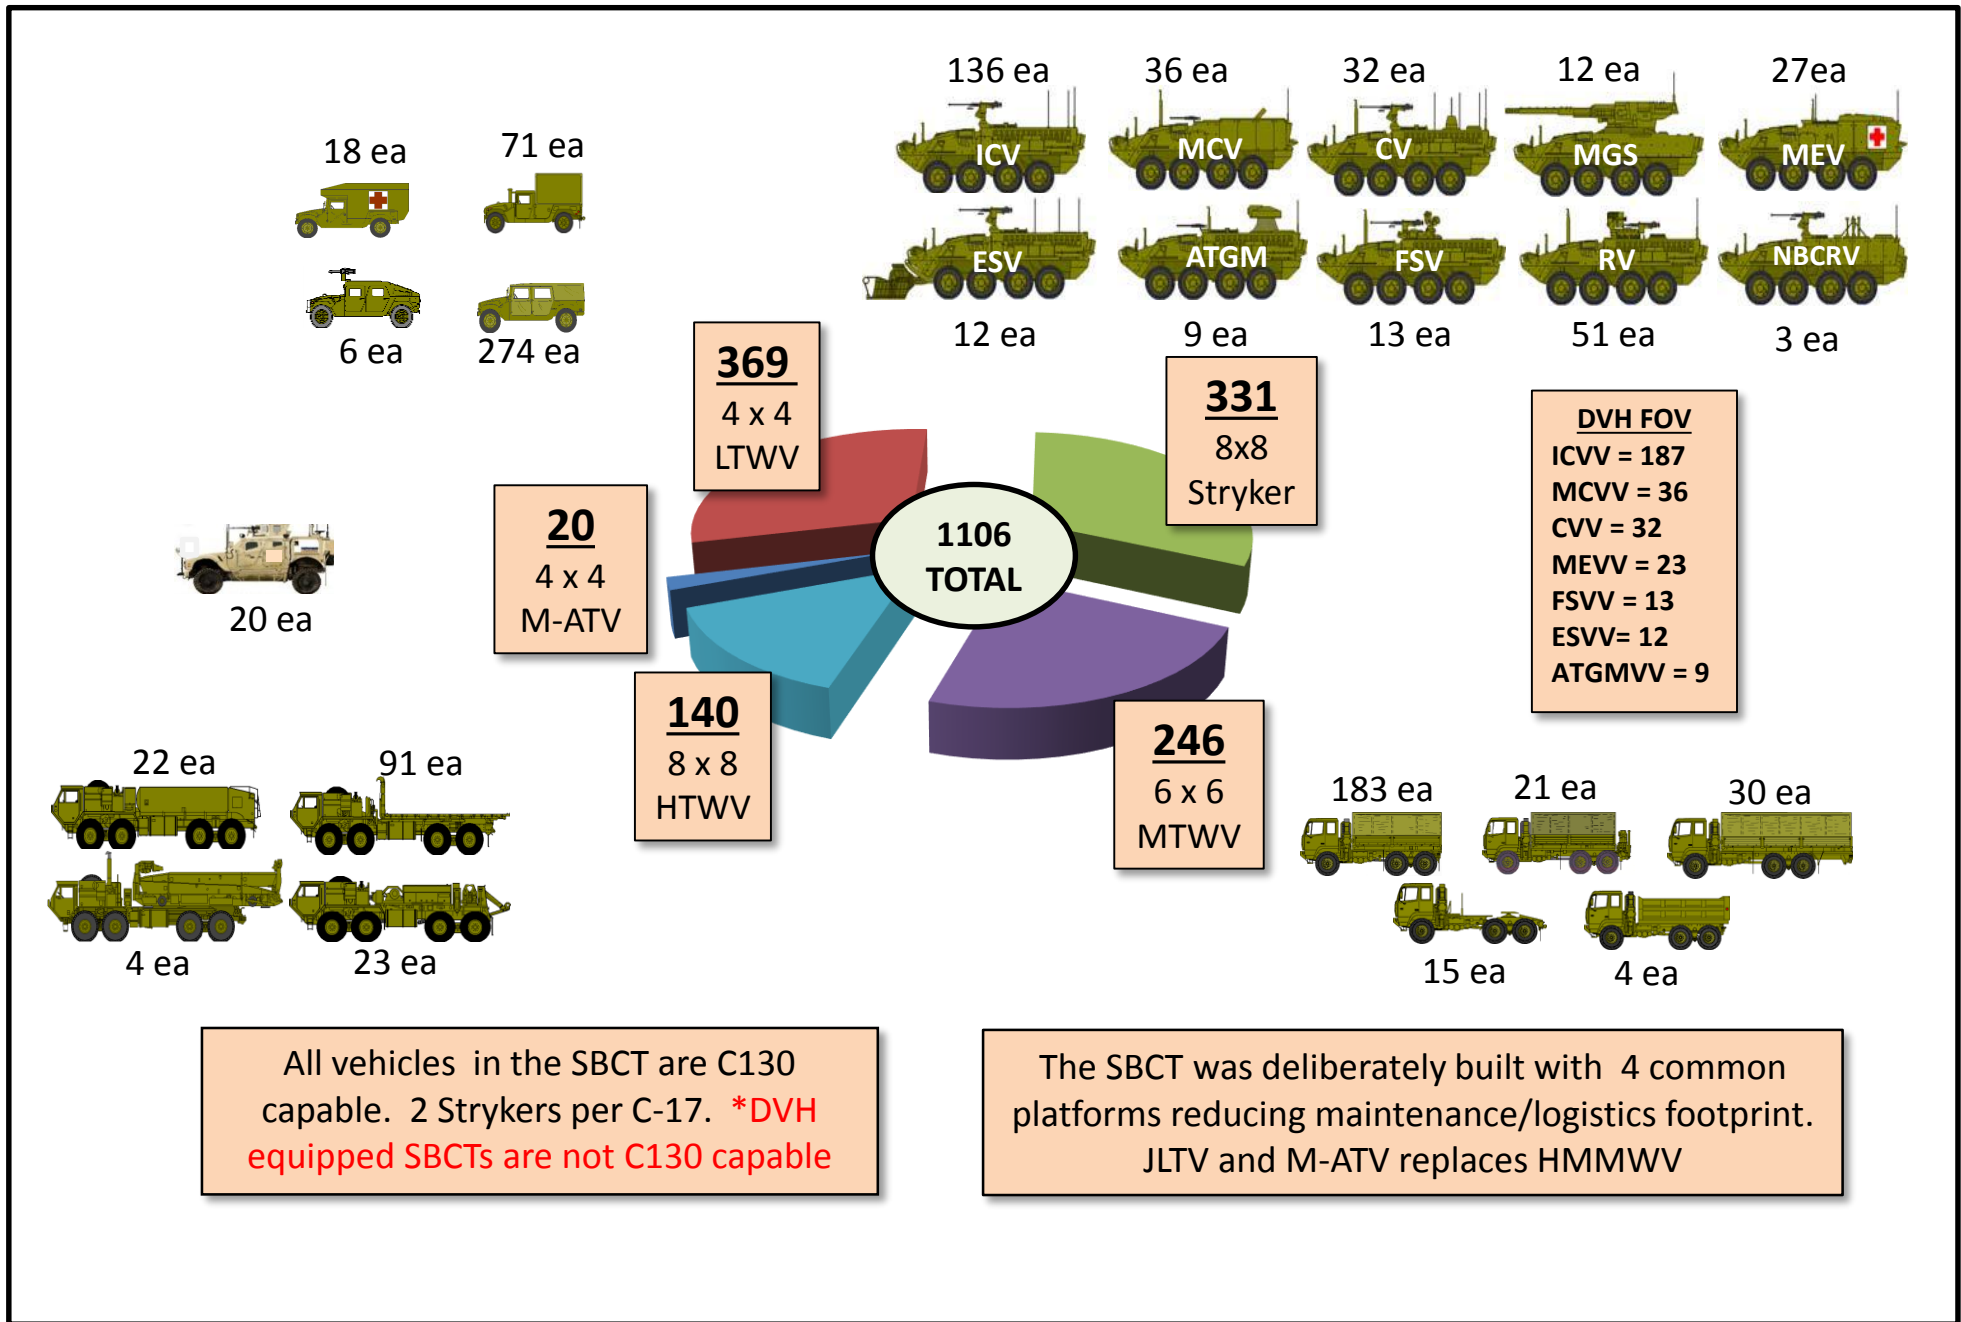 136 ea
36 ea
32 ea
12 ea
27ea
ICV
MCV
CV
MGS
MEV
18 ea
71 ea
ESV
ATGM
FSV
RV
NBCRV
12 ea
9 ea
13 ea
51 ea
3 ea
6 ea
274 ea
369
4 x 4
LTWV
331
8x8
Stryker
DVH FOV
ICVV = 187
MCVV = 36
CVV = 32
MEVV = 23
FSVV = 13
ESVV= 12
ATGMVV = 9
20
4 x 4
M-ATV
1106
TOTAL
20 ea
140
8 x 8
HTWV
246
6 x 6
MTWV
22 ea
91 ea
4 ea
23 ea
183 ea
21 ea
30 ea
15 ea
4 ea
All vehicles in the SBCT are C130
capable. 2 Strykers per C-17. *DVH
equipped SBCTs are not C130 capable
The SBCT was deliberately built with 4 common
platforms reducing maintenance/logistics footprint.
JLTV and M-ATV replaces HMMWV